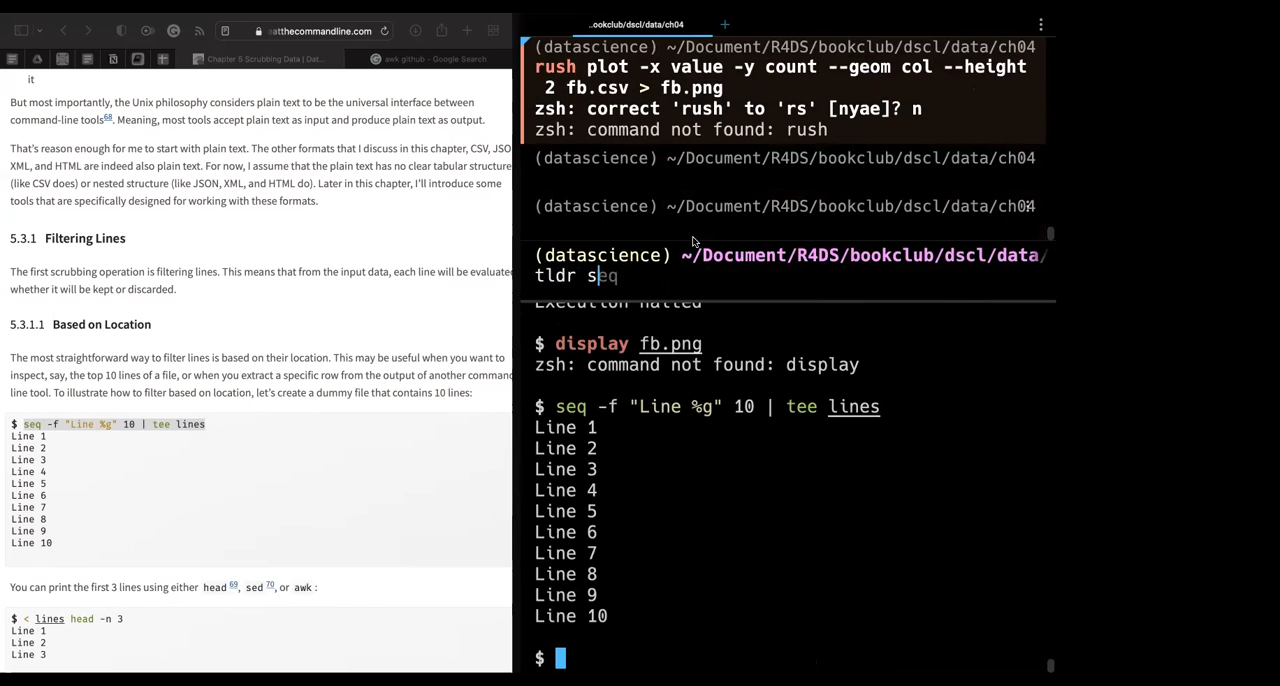 atthecommandline.com
Chapter 5 Scrubbing Data | Dat...
awk github - Google Search
it
But most importantly, the Unix philosophy considers plain text to be the universal interface between
command-line tools68. Meaning, most tools accept plain text as input and produce plain text as output.
That's reason enough for me to start with plain text. The other formats that I discuss in this chapter, CSV, JSO
XML, and HTML are indeed also plain text. For now, I assume that the plain text has no clear tabular structure
(like CSV does) or nested structure (like JSON, XML, and HTML do). Later in this chapter, I'll introduce some
tools that are specifically designed for working with these formats.
5.3.1 Filtering Lines
The first scrubbing operation is filtering lines. This means that from the input data, each line will be evaluated
whether it will be kept or discarded.
5.3.1.1 Based on Location
The most straightforward way to filter lines is based on their location. This may be useful when you want to
inspect, say, the top 10 lines of a file, or when you extract a specific row from the output of another command
line tool. To illustrate how to filter based on location, let's create a dummy file that contains 10 lines:
$ seq -f "Line %g" 10 | tee lines
Line 1
Line 2
Line 3
Line 4
Line 5
Line 6
Line 7
Line 8
Line 9
Line 10
You can print the first 3 lines using either head69, sed70, or awk :
$ < lines head -n 3
Line 1
Line 2
Line 3
..ookclub/dscl/data/ch04
(datascience) ~/Document/R4DS/bookclub/dscl/data/ch04
rush plot -x value -y count --geom col --height
2 fb.csv > fb.png
zsh: correct 'rush' to 'rs' [nyae]? n
zsh: command not found: rush
(datascience) ~/Document/R4DS/bookclub/dscl/data/ch04
(datascience) ~/Document/R4DS/bookclub/dscl/data/ch04
(datascience) ~/Document/R4DS/bookclub/dscl/data/
tldr seq
Execution halted
$ display fb.png
zsh: command not found: display
$ seq -f "Line %g" 10 | tee lines
Line 1
Line 2
Line 3
Line 4
Line 5
Line 6
Line 7
Line 8
Line 9
Line 10
$